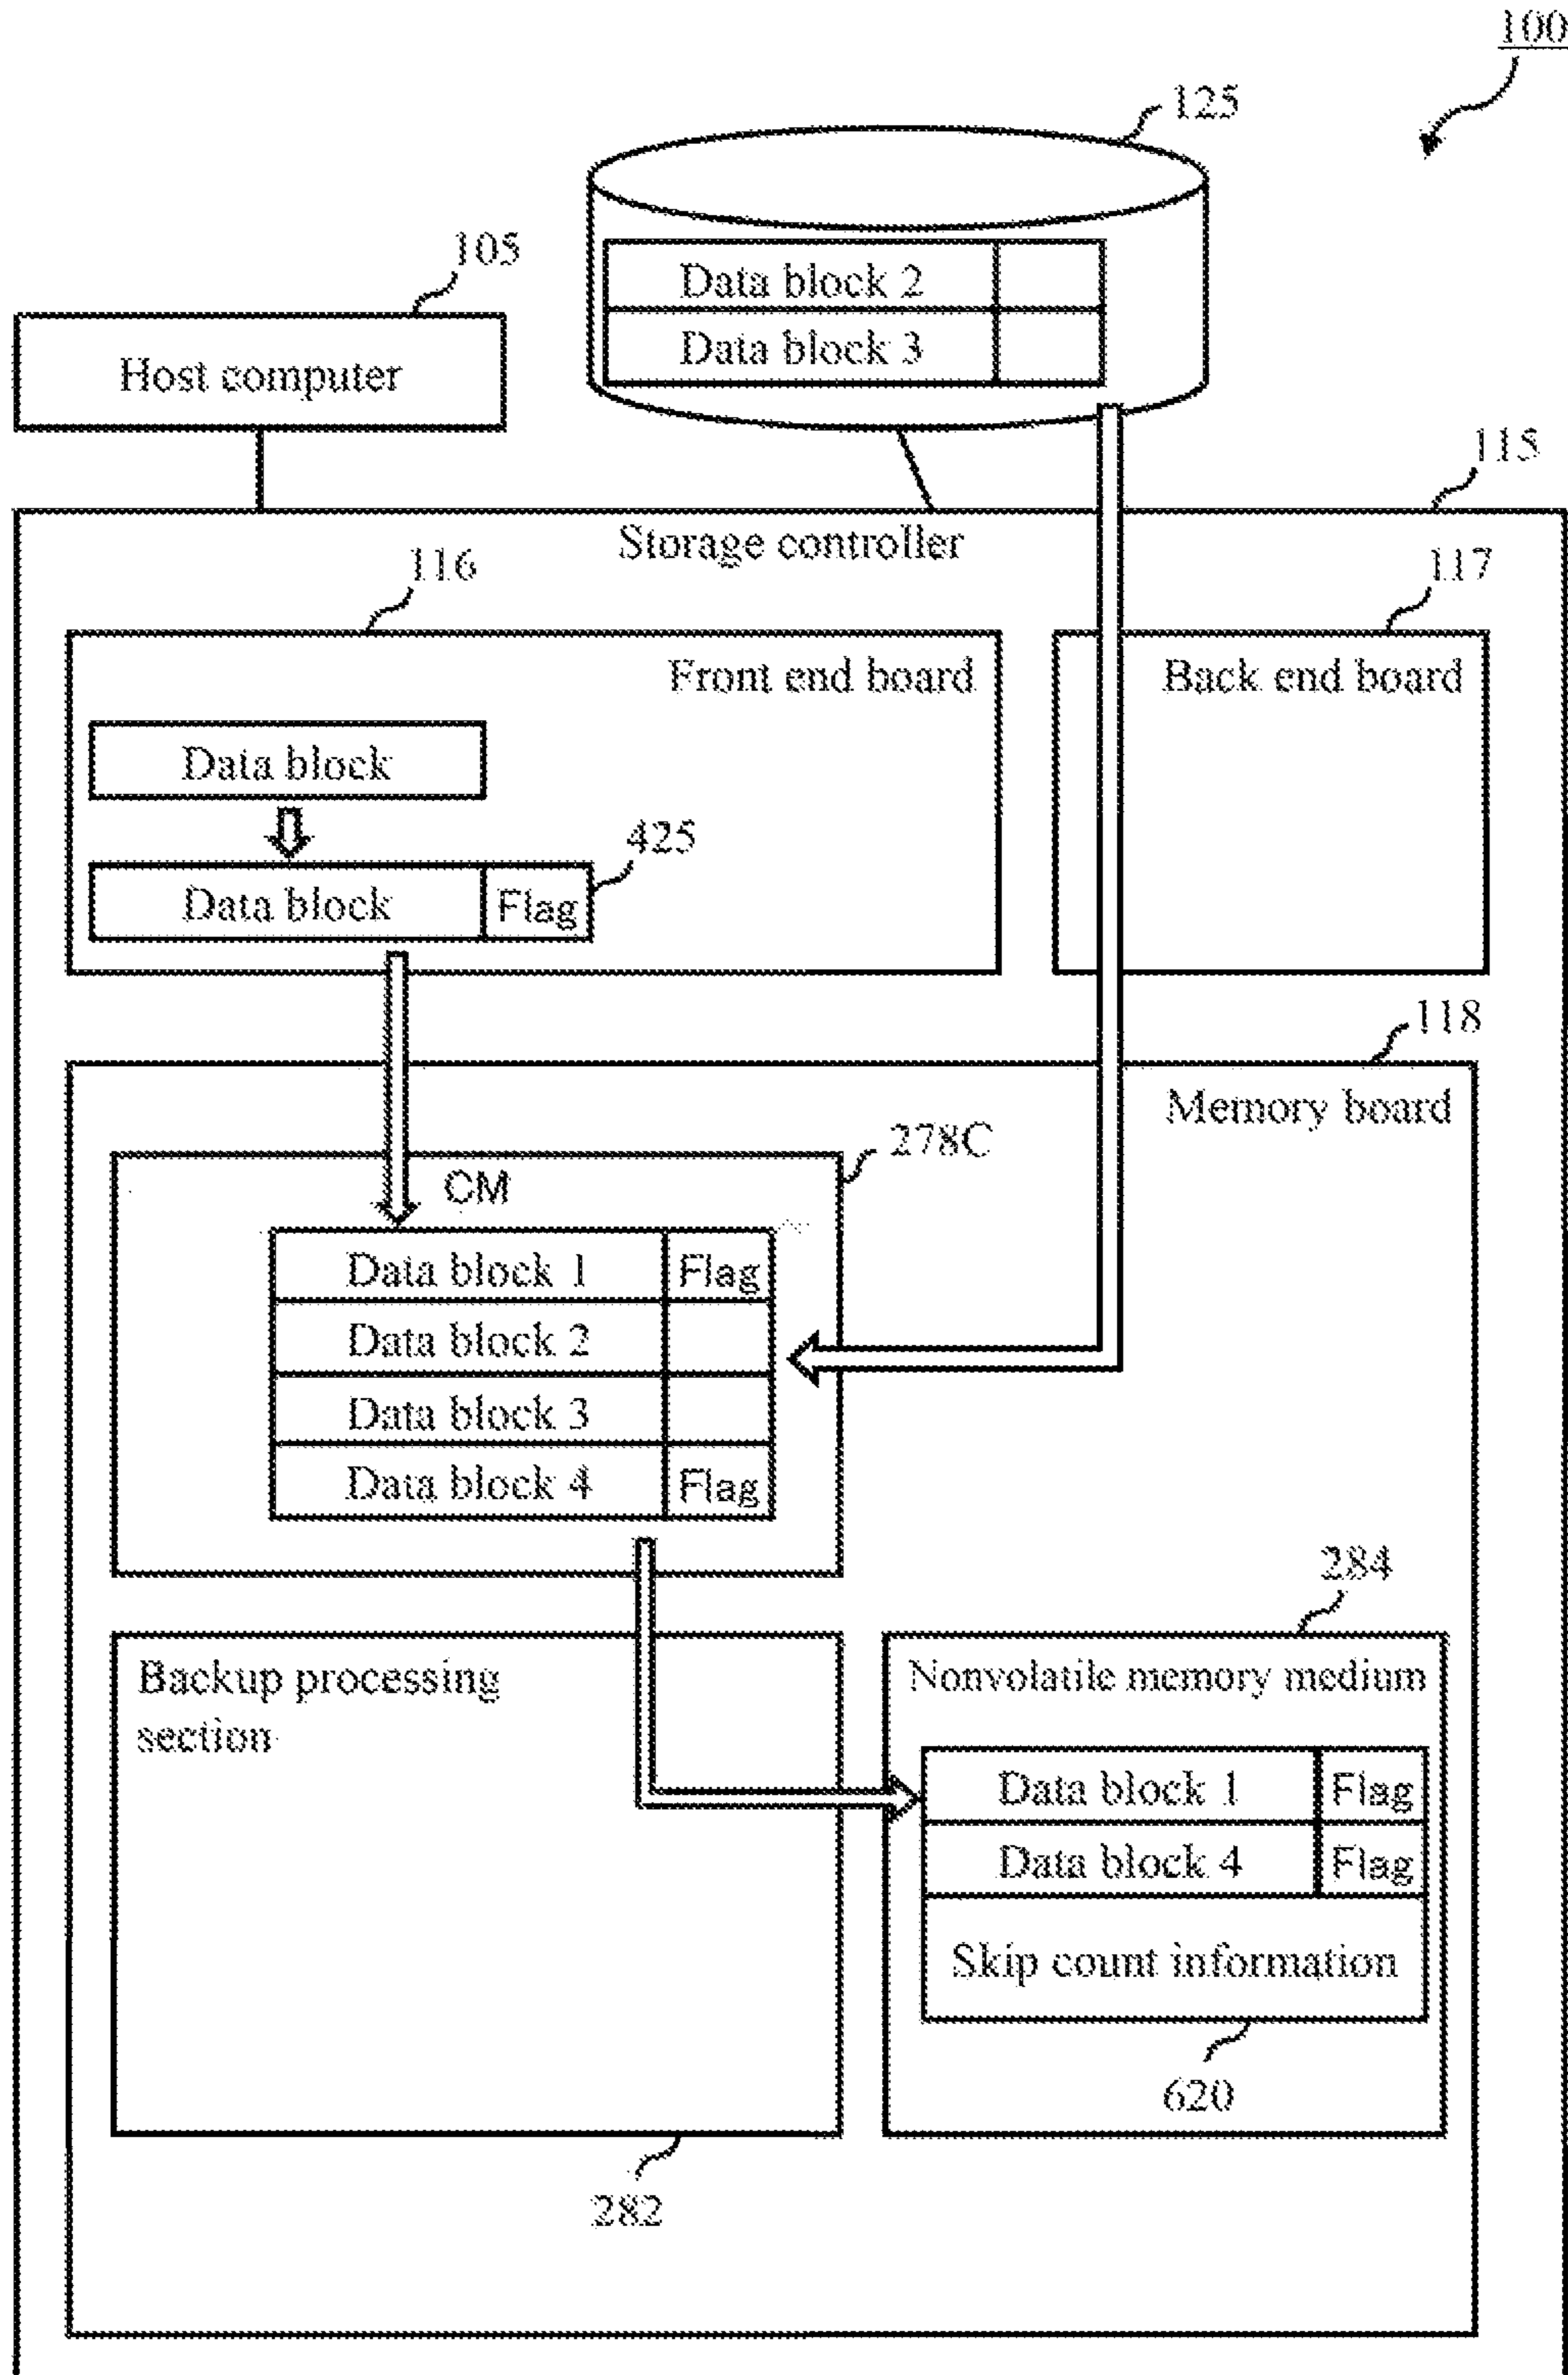 100
125
Data block 2
Data block 3
105
Host computer
115
Storage controller
116
117
Front end board
Back end board
Data block
425
Data block
Flag
118
Memory board
278C
CM
Data block 1
Flag
Data block 2
Data block 3
Data block 4
Flag
284
Backup processing
section
Nonvolatile memory medium
Data block 1
Flag
Data block 4
Flag
Skip count information
620
282